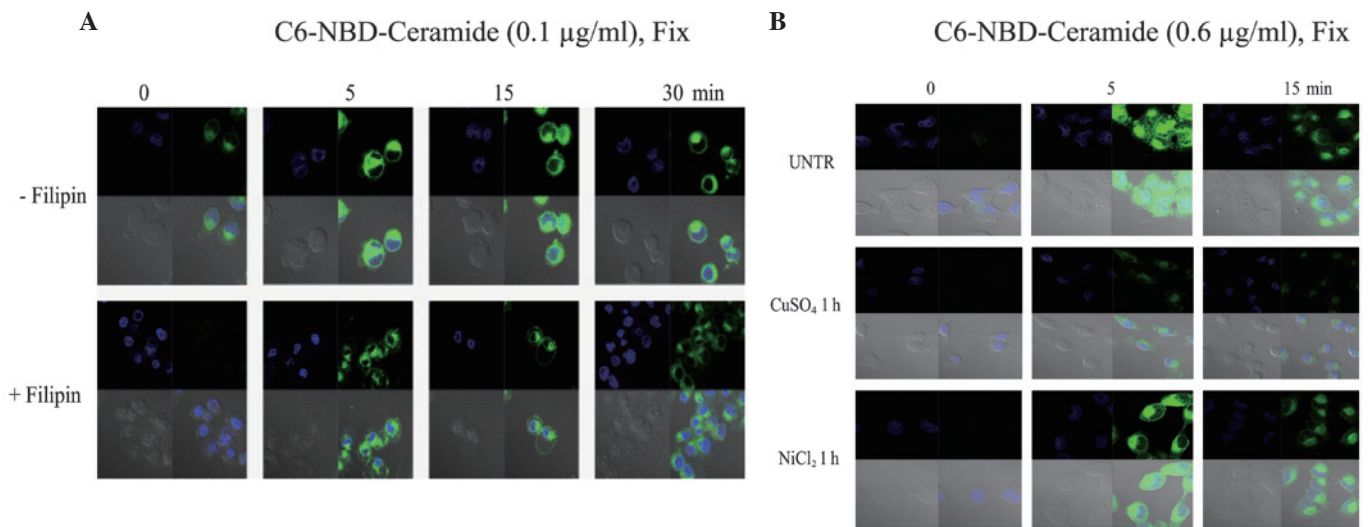 A
C6-NBD-Ceramide (0.1 µg/ml), Fix
0 5 15 30 min
- Filipin
+ Filipin
B
C6-NBD-Ceramide (0.6 µg/ml), Fix
0 5 15 min
UNTR
CuSO₄ 1 h
NiCl₂ 1 h